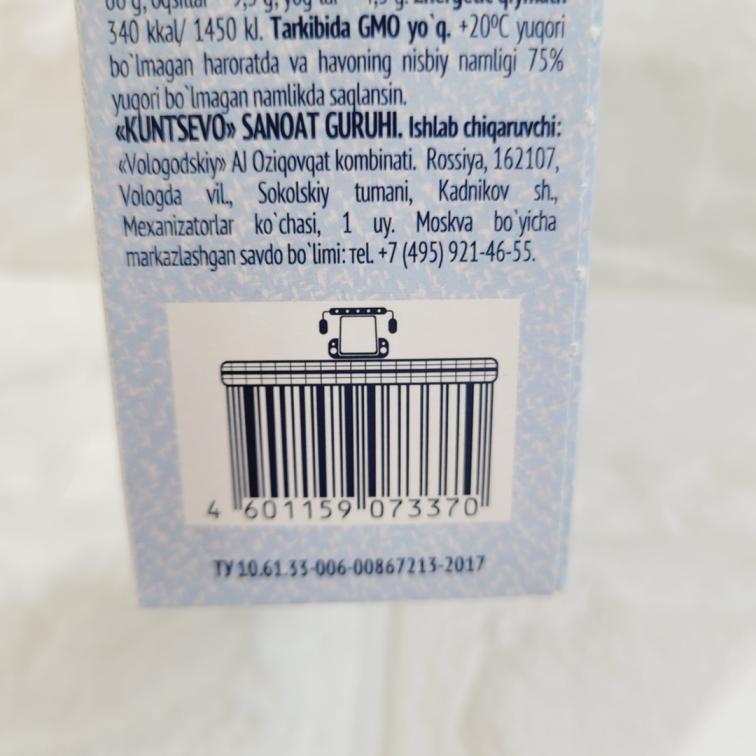 340 kkal/ 1450 kl. Tarkibida GMO yo`q. +20ºC yuqori
bo`lmagan haroratda va havoning nisbiy namligi 75%
yuqori bo`lmagan namlikda saqlansin.
«KUNTSEVO» SANOAT GURUHI. Ishlab chiqaruvchi:
«Vologodskiy» AJ Oziqovqat kombinati. Rossiya, 162107,
Vologda vil., Sokolskiy tumani, Kadnikov sh.,
Mexanizatorlar ko`chasi, 1 uy. Moskva bo`yicha
markazlashgan savdo bo`limi: тel. +7 (495) 921-46-55.
4 601159 073370
ТУ 10.61.33-006-00867213-2017